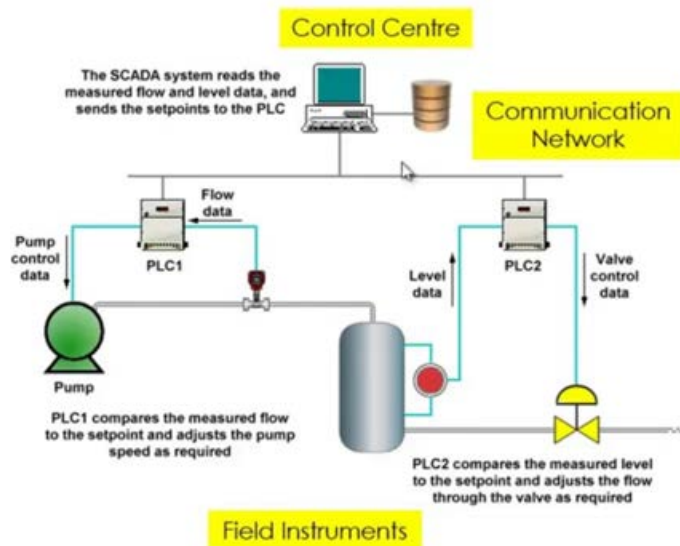 Control Centre
The SCADA system reads the
measured flow and level data, and
sends the setpoints to the PLC
Communication
Network
Flow
data
Pump
control
data
PLC1
Level
data
PLC2
Valve
control
data
Pump
PLC1 compares the measured flow
to the setpoint and adjusts the pump
speed as required
PLC2 compares the measured level
to the setpoint and adjusts the flow
through the valve as required
Field Instruments